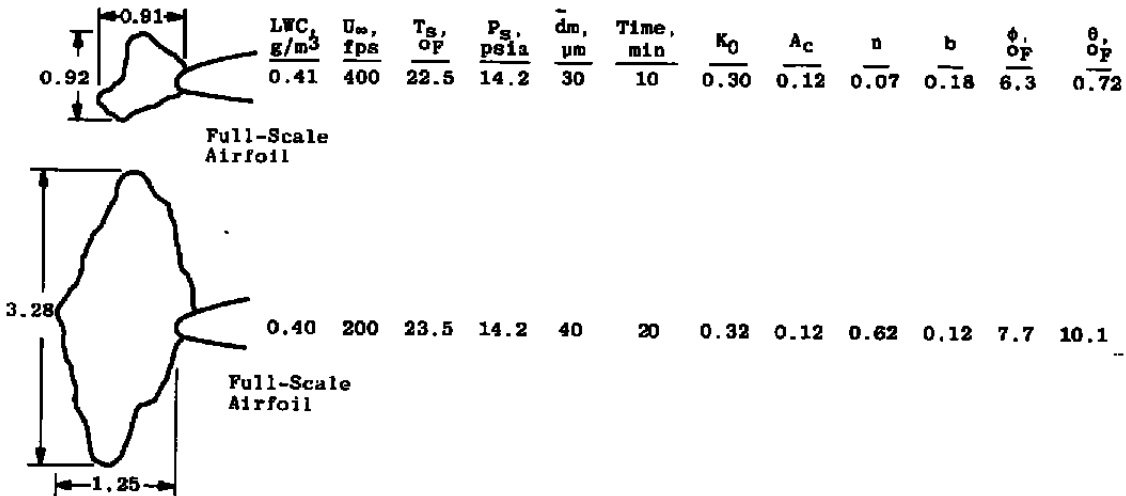 0.91
LWC, U∞, Ts, Ps, d̄m, Time,
g/m3 fps OF psia μm min K0 Ac n b ϕ, OF θ, OF
0.92
0.41 400 22.5 14.2 30 10 0.30 0.12 0.07 0.18 6.3 0.72
Full-Scale
Airfoil
3.28
0.40 200 23.5 14.2 40 20 0.32 0.12 0.62 0.12 7.7 10.1
Full-Scale
Airfoil
1.25